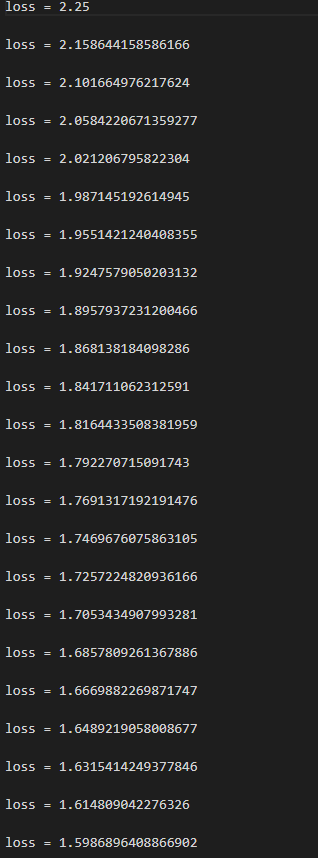 loss = 2.25
loss = 2.158644158586166
loss = 2.101664976217624
loss = 2.0584220671359277
loss = 2.021206795822304
loss = 1.987145192614945
loss = 1.9551421240408355
loss = 1.9247579050203132
loss = 1.8957937231200466
loss = 1.868138184098286
loss = 1.841711062312591
loss = 1.8164433508381959
loss = 1.792270715091743
loss = 1.7691317192191476
loss = 1.7469676075863105
loss = 1.7257224820936166
loss = 1.7053434907993281
loss = 1.6857809261367886
loss = 1.6669882269871747
loss = 1.6489219058008677
loss = 1.6315414249377846
loss = 1.614809042276326
loss = 1.5986896408866902